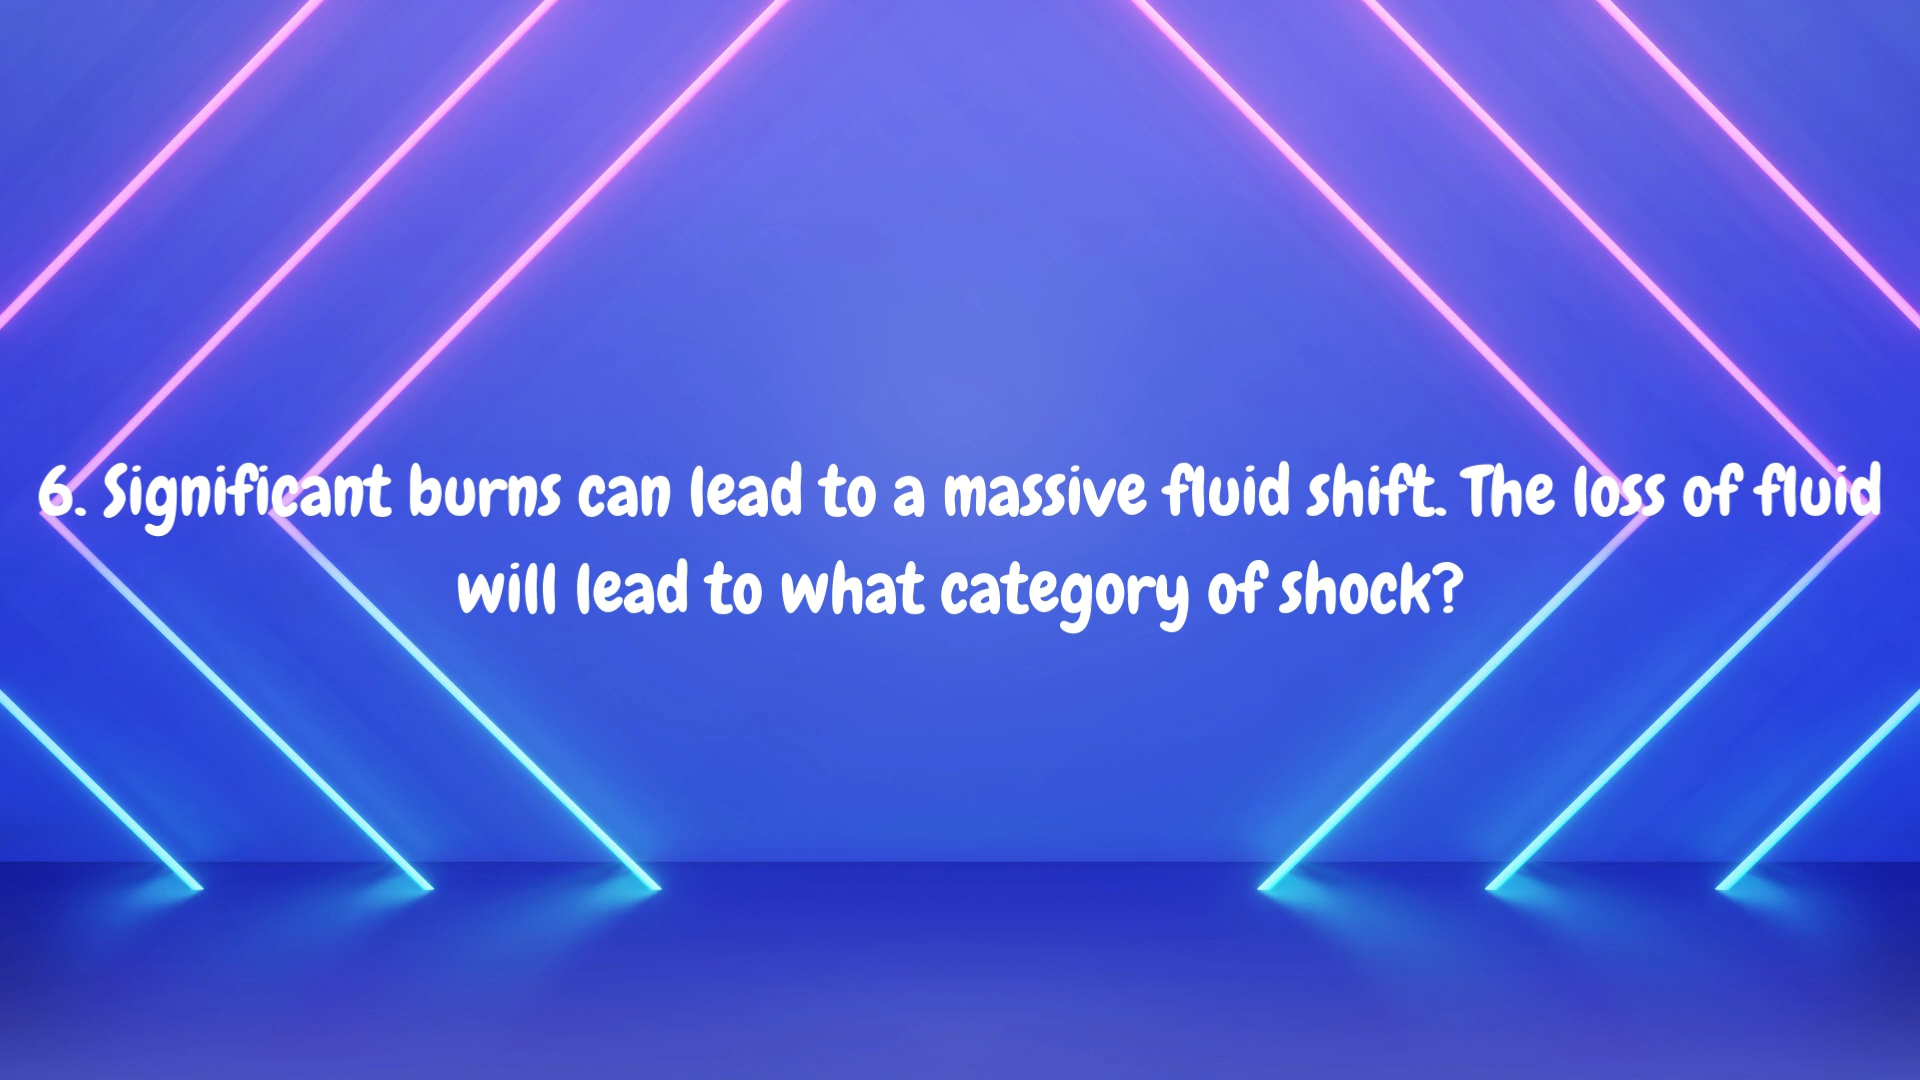 6. Significant burns can lead to a massive fluid shift. The loss of fluid
will lead to what category of shock?